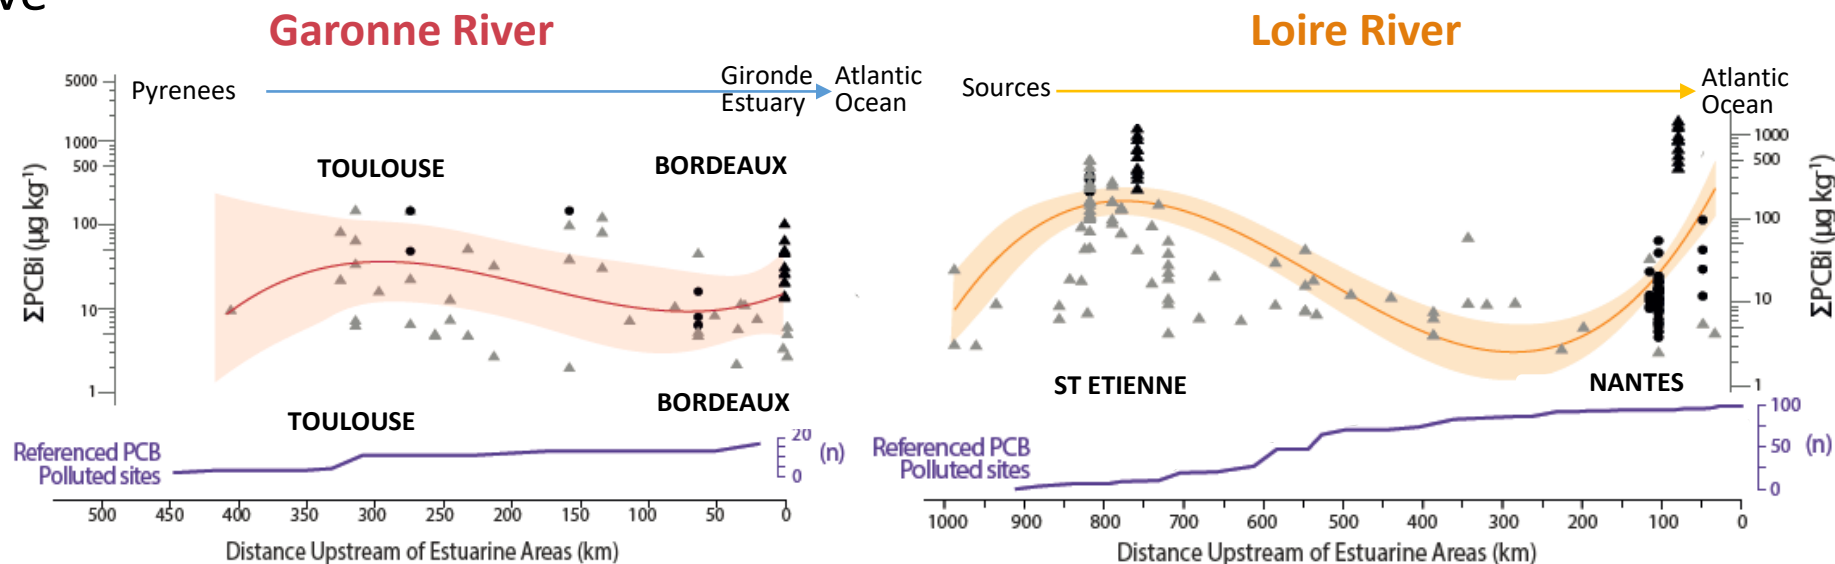 ve
Garonne River
Loire River
Pyrenees
Gironde
Estuary
Atlantic
Ocean
Sources
Atlantic
Ocean
5000
1000
500
100
10
1
ΣPCBi (µg kg-1)
TOULOUSE
BORDEAUX
TOULOUSE
BORDEAUX
Referenced PCB
Polluted sites
20
0
(n)
500 450 400 350 300 250 200 150 100 50 0
Distance Upstream of Estuarine Areas (km)
1000
500
100
10
1
ΣPCBi (µg kg-1)
ST ETIENNE
NANTES
Referenced PCB
Polluted sites
100
50
0
(n)
1000 900 800 700 600 500 400 300 200 100 0
Distance Upstream of Estuarine Areas (km)